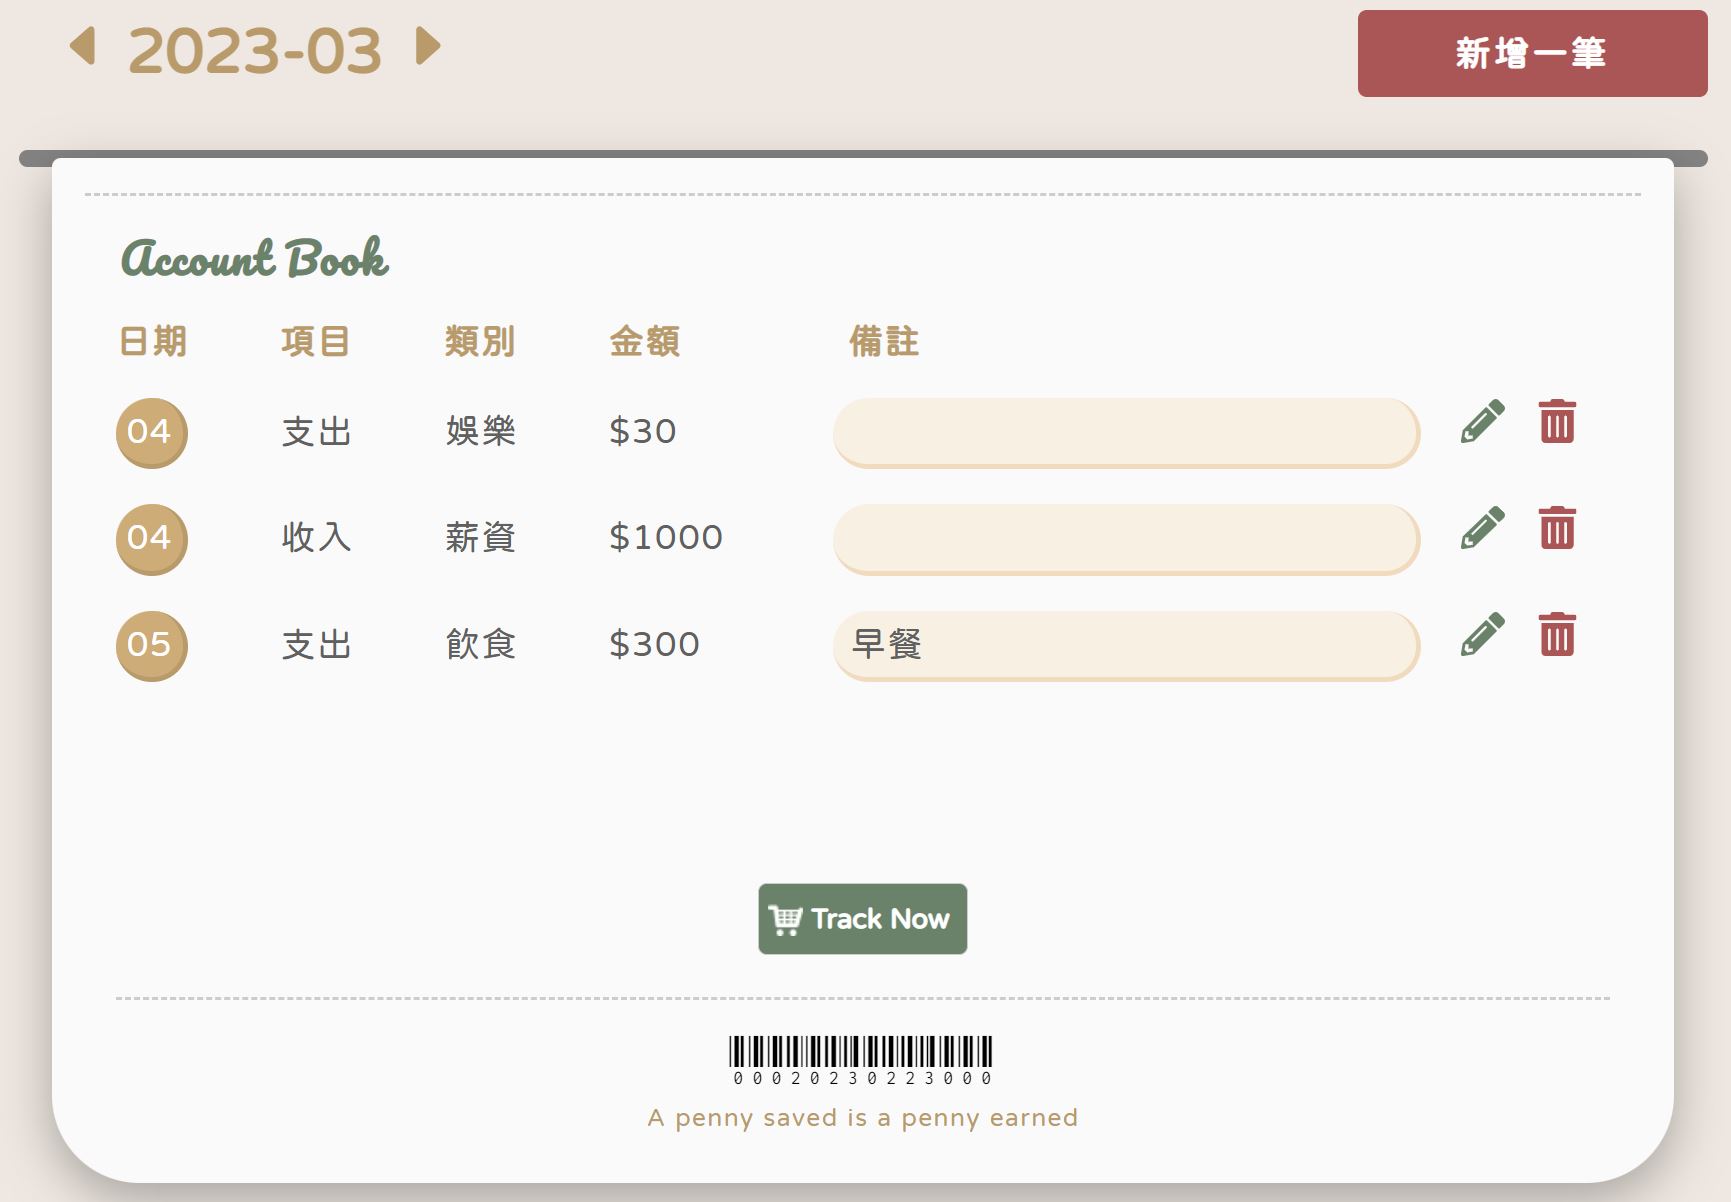 2023-03
新增一筆
Account Book
日期 項目 類別 金額 備註
04 支出 娛樂 $30
04 收入 薪資 $1000
05 支出 飲食 $300 早餐
Track Now
00020230223000
A penny saved is a penny earned